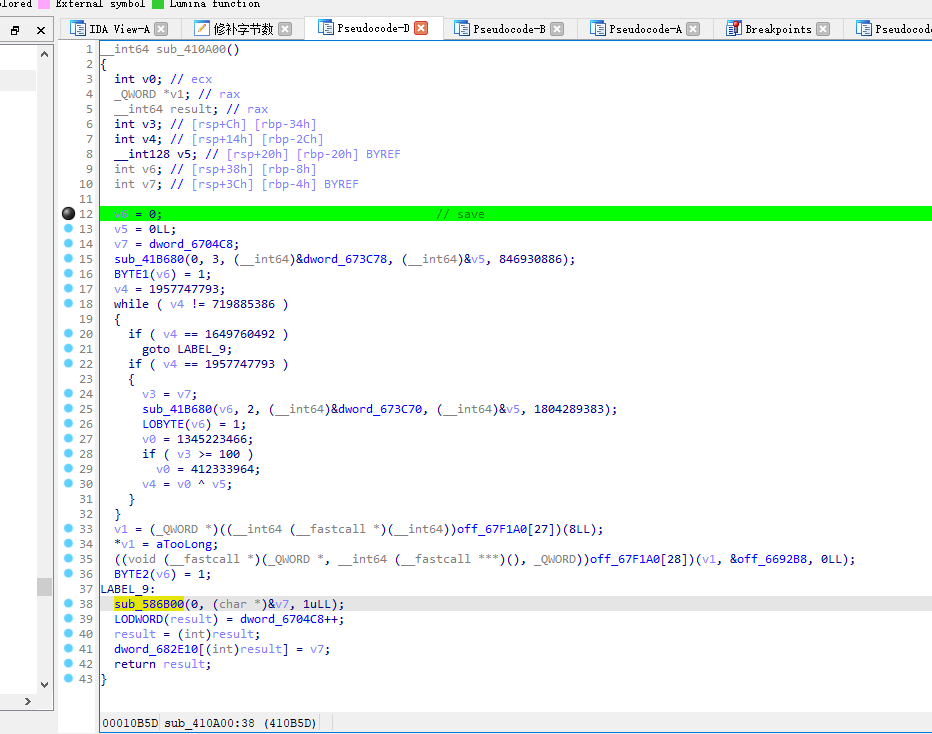 olored External symbol Lumina function
IDA View-A 修补字节数 Pseudocode-D Pseudocode-B Pseudocode-A Breakpoints Pseudocod
1 __int64 sub_410A00()
2 {
3 int v0; // ecx
4 _QWORD *v1; // rax
5 __int64 result; // rax
6 int v3; // [rsp+Ch] [rbp-34h]
7 int v4; // [rsp+14h] [rbp-2Ch]
8 __int128 v5; // [rsp+20h] [rbp-20h] BYREF
9 int v6; // [rsp+38h] [rbp-8h]
10 int v7; // [rsp+3Ch] [rbp-4h] BYREF
11
12 v6 = 0; // save
13 v5 = 0LL;
14 v7 = dword_6704C8;
15 sub_41B680(0, 3, (__int64)&dword_673C78, (__int64)&v5, 846930886);
16 BYTE1(v6) = 1;
17 v4 = 1957747793;
18 while ( v4 != 719885386 )
19 {
20 if ( v4 == 1649760492 )
21 goto LABEL_9;
22 if ( v4 == 1957747793 )
23 {
24 v3 = v7;
25 sub_41B680(v6, 2, (__int64)&dword_673C70, (__int64)&v5, 1804289383);
26 LOBYTE(v6) = 1;
27 v0 = 1345223466;
28 if ( v3 >= 100 )
29 v0 = 412333964;
30 v4 = v0 ^ v5;
31 }
32 }
33 v1 = (_QWORD *)((__int64 (__fastcall *)(__int64))off_67F1A0[27])(8LL);
34 *v1 = aTooLong;
35 ((void (__fastcall *)(_QWORD *, __int64 (__fastcall ***)(), _QWORD))off_67F1A0[28])(v1, &off_6692B8, 0LL);
36 BYTE2(v6) = 1;
37 LABEL_9:
38 sub_586B00(0, (char *)&v7, 1uLL);
39 LODWORD(result) = dword_6704C8++;
40 result = (int)result;
41 dword_682E10[(int)result] = v7;
42 return result;
43 }
00010B5D sub_410A00:38 (410B5D)